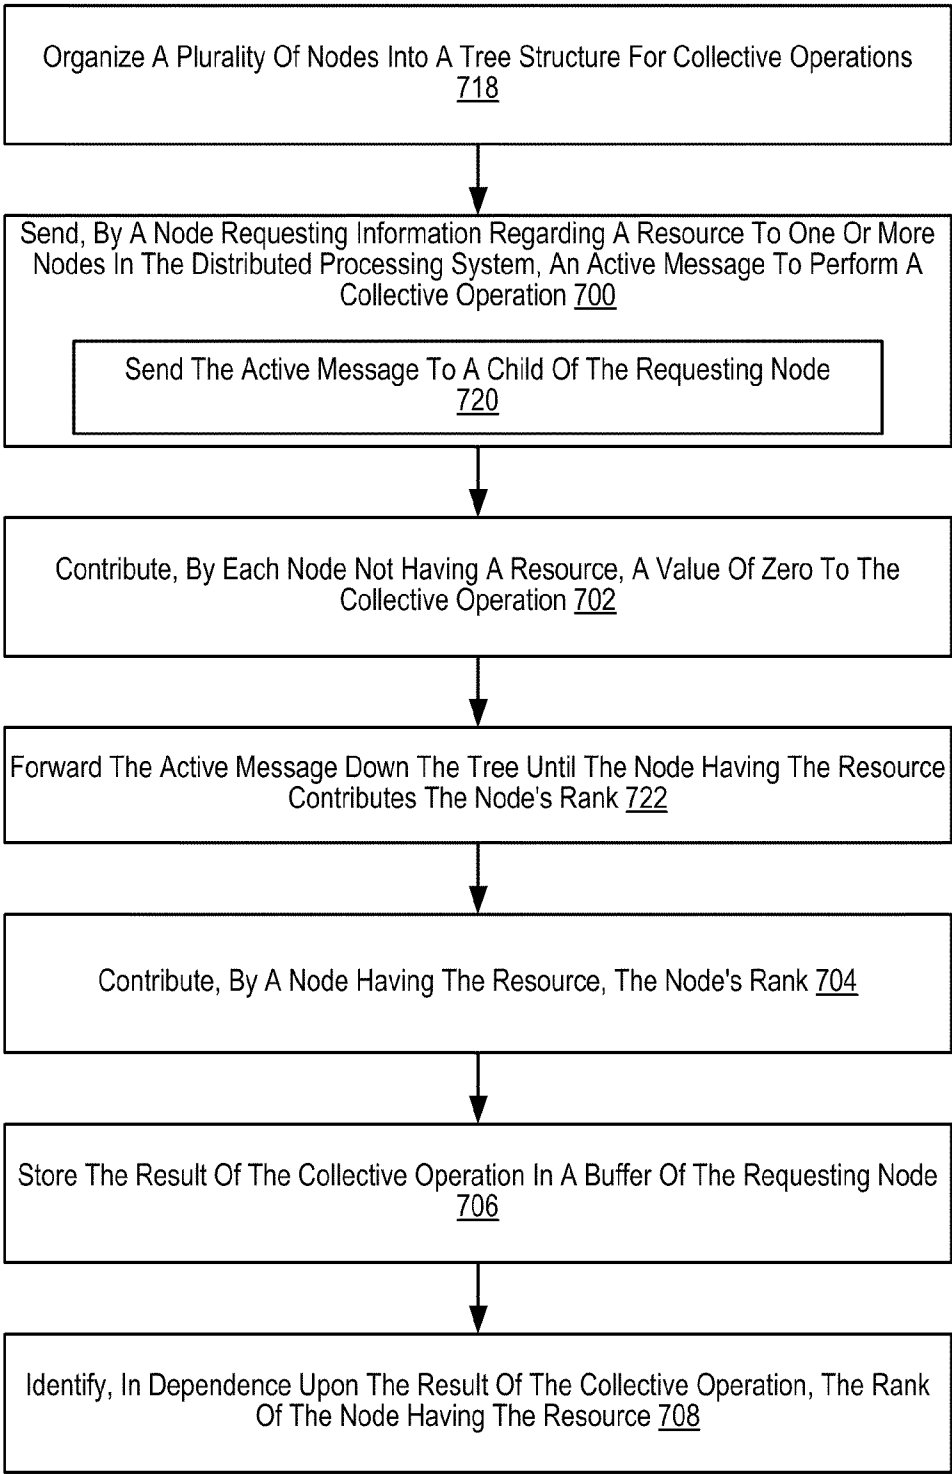 Organize A Plurality Of Nodes Into A Tree Structure For Collective Operations
718
Send, By A Node Requesting Information Regarding A Resource To One Or More
Nodes In The Distributed Processing System, An Active Message To Perform A
Collective Operation 700
Send The Active Message To A Child Of The Requesting Node
720
Contribute, By Each Node Not Having A Resource, A Value Of Zero To The
Collective Operation 702
Forward The Active Message Down The Tree Until The Node Having The Resource
Contributes The Node's Rank 722
Contribute, By A Node Having The Resource, The Node's Rank 704
Store The Result Of The Collective Operation In A Buffer Of The Requesting Node
706
Identify, In Dependence Upon The Result Of The Collective Operation, The Rank
Of The Node Having The Resource 708